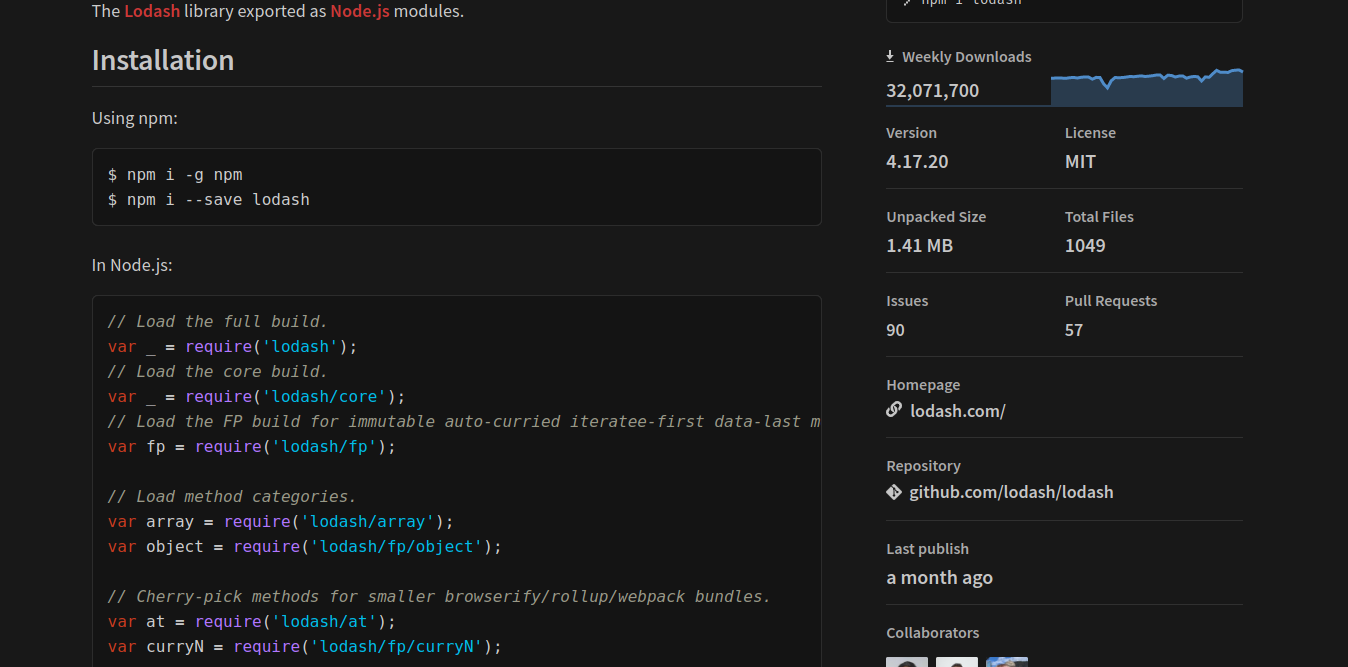 The Lodash library exported as Node.js modules.
Installation
Using npm:
$ npm i -g npm
$ npm i --save lodash
In Node.js:
// Load the full build.
var _ = require('lodash');
// Load the core build.
var _ = require('lodash/core');
// Load the FP build for immutable auto-curried iteratee-first data-last m
var fp = require('lodash/fp');
// Load method categories.
var array = require('lodash/array');
var object = require('lodash/fp/object');
// Cherry-pick methods for smaller browserify/rollup/webpack bundles.
var at = require('lodash/at');
var curryN = require('lodash/fp/curryN');
> npm i lodash
Weekly Downloads
32,071,700
Version
4.17.20
License
MIT
Unpacked Size
1.41 MB
Total Files
1049
Issues
90
Pull Requests
57
Homepage
lodash.com/
Repository
github.com/lodash/lodash
Last publish
a month ago
Collaborators